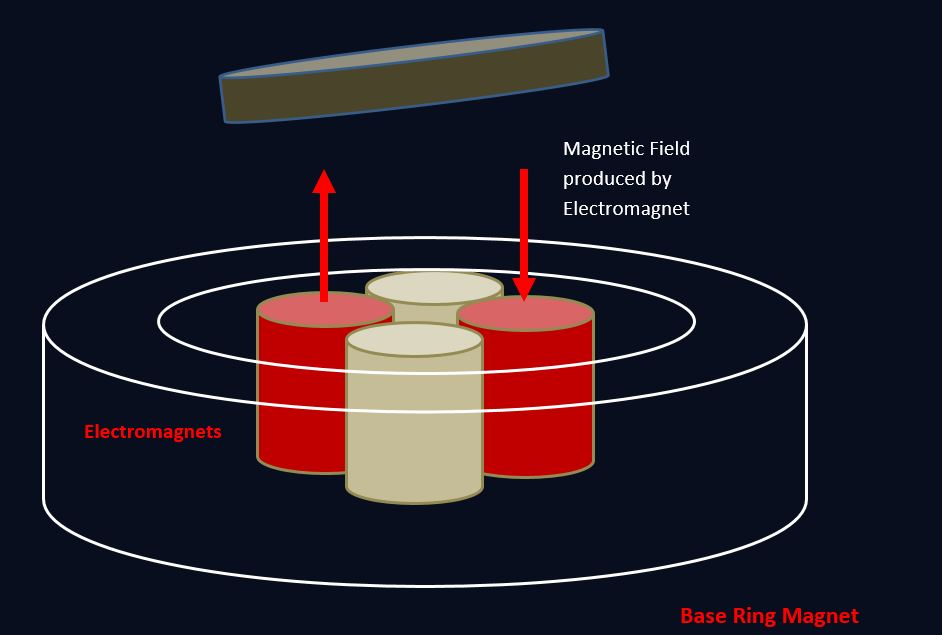 Magnetic Field
produced by
Electromagnet
Electromagnets
Base Ring Magnet